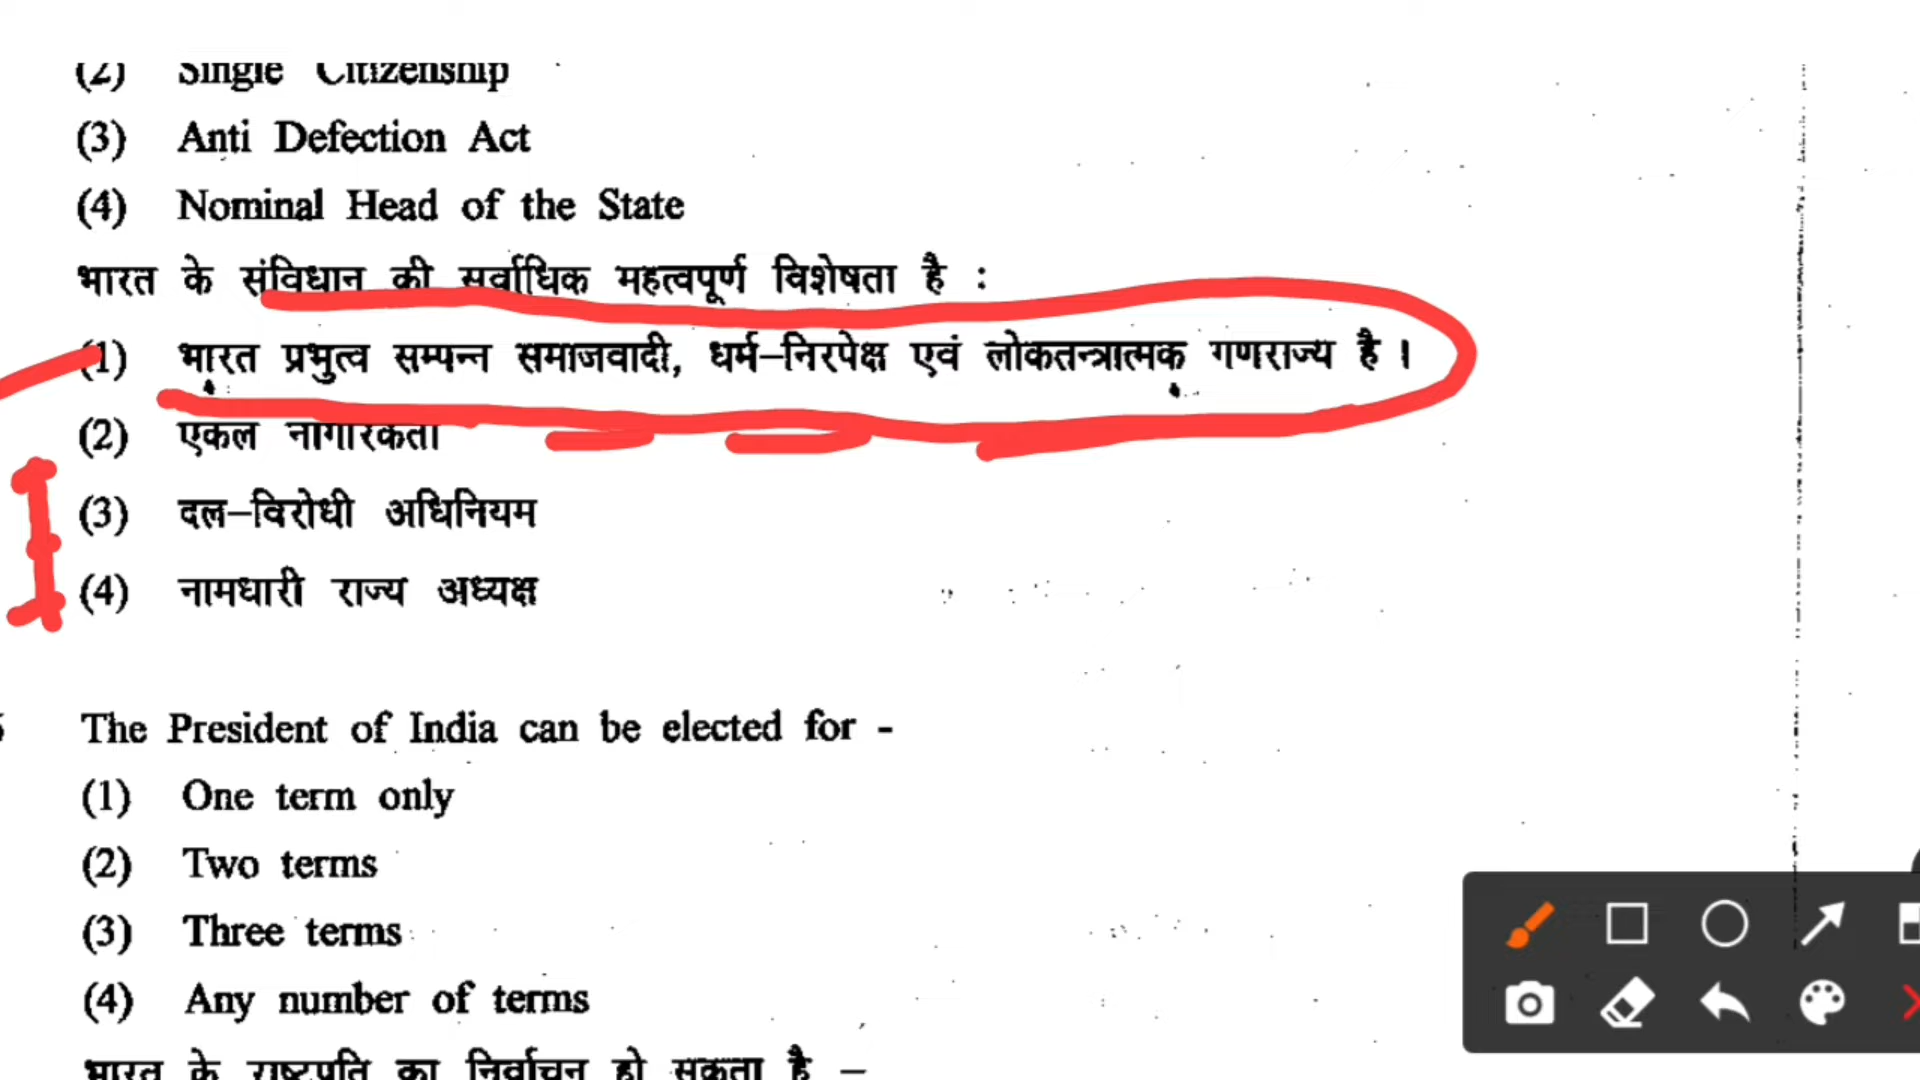 (2) Single Citizenship
(3) Anti Defection Act
(4) Nominal Head of the State
भारत के संविधान की सर्वाधिक महत्वपूर्ण विशेषता है :
(1) भारत प्रभुत्व सम्पन्न समाजवादी, धर्म–निरपेक्ष एवं लोकतन्त्रात्मक गणराज्य है ।
(2) एकल नागरिकता
(3) दल–विरोधी अधिनियम
(4) नामधारी राज्य अध्यक्ष
The President of India can be elected for -
(1) One term only
(2) Two terms
(3) Three terms
(4) Any number of terms
भारत के राष्ट्रपति का निर्वाचन हो सकता है –